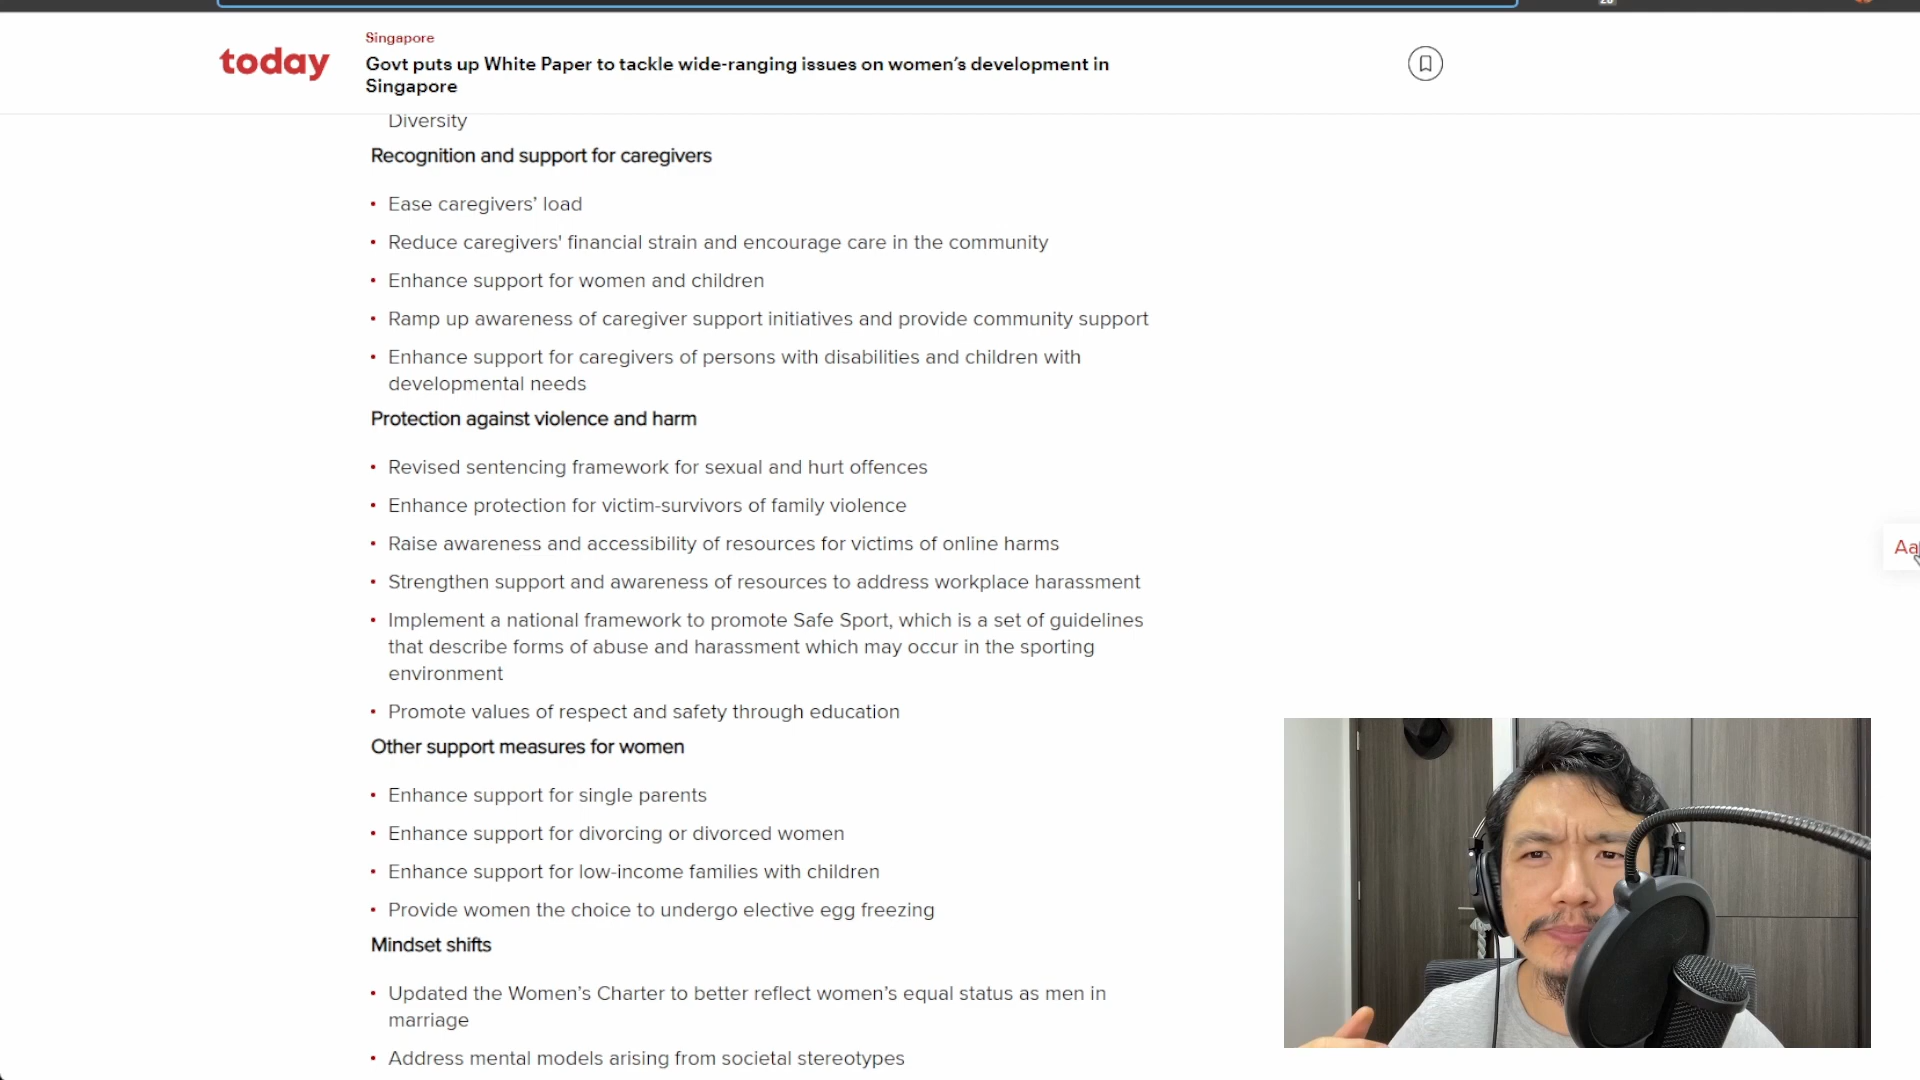 Singapore
today
Govt puts up White Paper to tackle wide-ranging issues on women's development in
Singapore
Diversity
Recognition and support for caregivers
• Ease caregivers' load
• Reduce caregivers' financial strain and encourage care in the community
• Enhance support for women and children
• Ramp up awareness of caregiver support initiatives and provide community support
• Enhance support for caregivers of persons with disabilities and children with
developmental needs
Protection against violence and harm
• Revised sentencing framework for sexual and hurt offences
• Enhance protection for victim-survivors of family violence
• Raise awareness and accessibility of resources for victims of online harms
• Strengthen support and awareness of resources to address workplace harassment
• Implement a national framework to promote Safe Sport, which is a set of guidelines
that describe forms of abuse and harassment which may occur in the sporting
environment
• Promote values of respect and safety through education
Other support measures for women
• Enhance support for single parents
• Enhance support for divorcing or divorced women
• Enhance support for low-income families with children
• Provide women the choice to undergo elective egg freezing
Mindset shifts
• Updated the Women's Charter to better reflect women's equal status as men in
marriage
• Address mental models arising from societal stereotypes
Aa